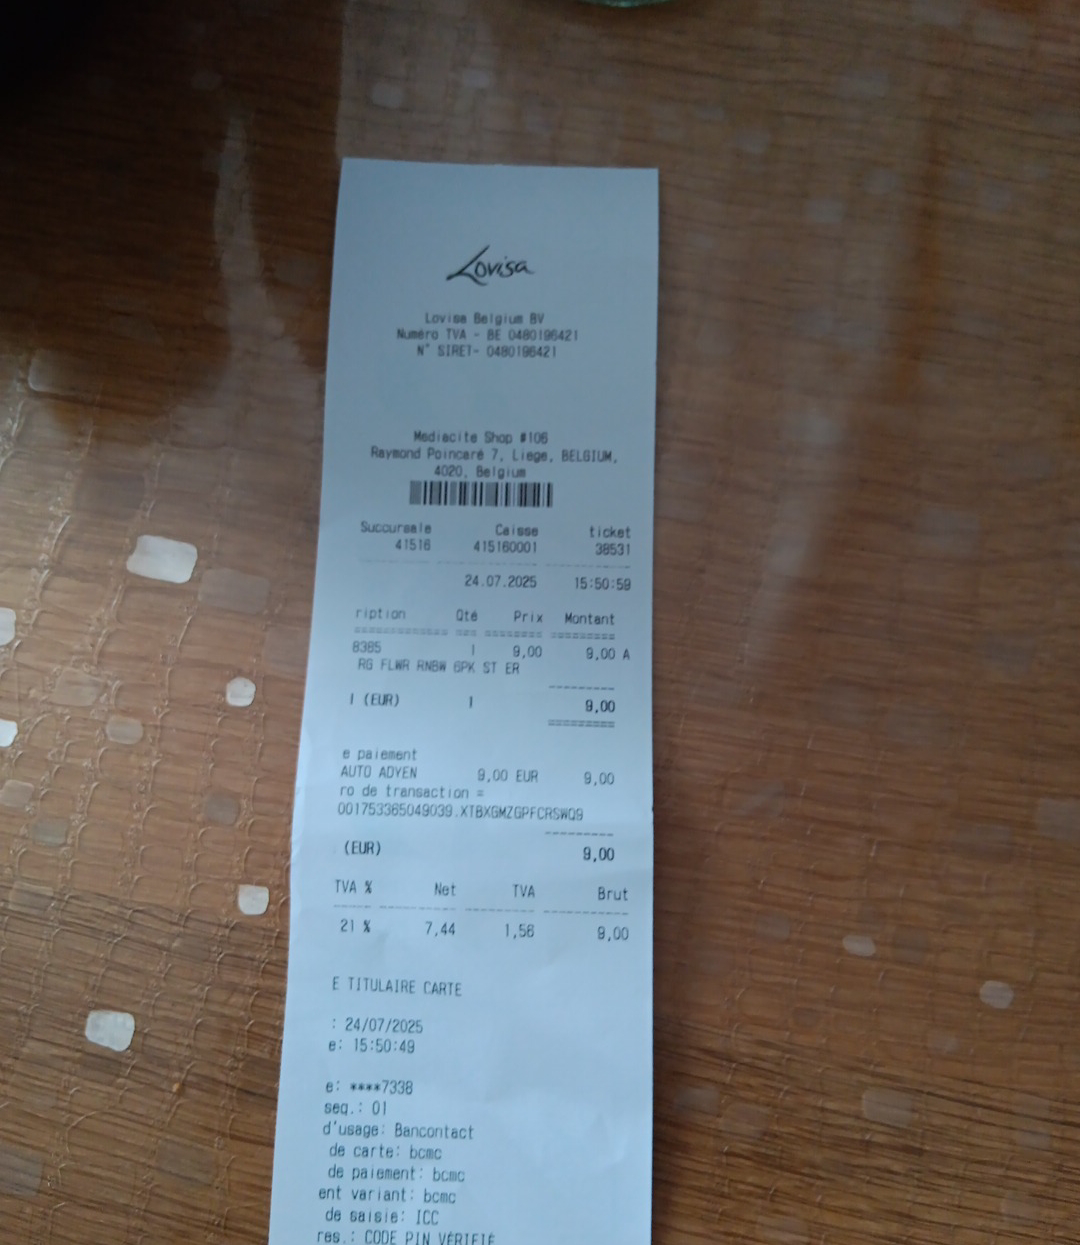 Lovisa
Lovisa Belgium BV
Numéro TVA - BE 0480196421
N° SIRET- 0480196421
Mediacite Shop #106
Raymond Poincaré 7, Liege, BELGIUM,
4020, Belgium
Succursale Caisse ticket
41516 415160001 38531
24.07.2025 15:50:59
ription Qté Prix Montant
8385 1 9,00 9,00 A
RG FLWR RNBW 6PK ST ER
l (EUR) 1 9,00
e paiement
AUTO ADYEN 9,00 EUR 9,00
ro de transaction =
001753365049039.XTBXGMZGPFCRSWQ9
(EUR) 9,00
TVA % Net TVA Brut
21 % 7,44 1,56 9,00
E TITULAIRE CARTE
: 24/07/2025
e: 15:50:49
e: ****7338
seq.: 01
d'usage: Bancontact
de carte: bcmc
de paiement: bcmc
ent variant: bcmc
de saisie: ICC
res.: CODE PIN VÉRIFIÉ